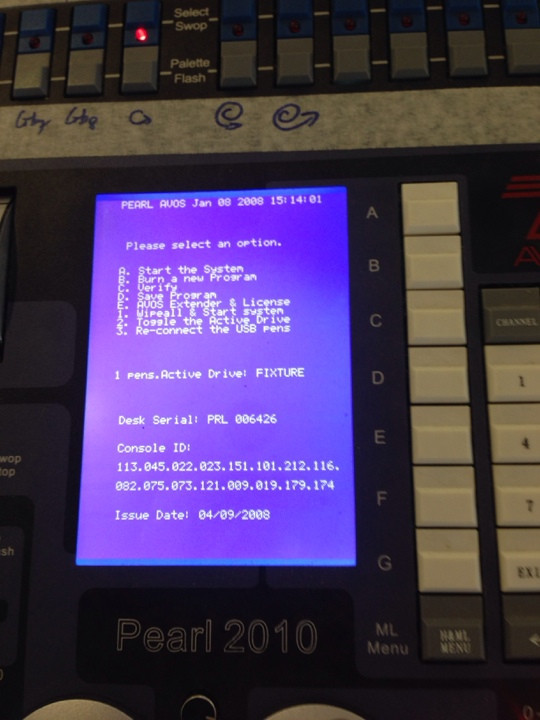 Select
Swop
Palette
Flash
PEARL AVOS Jan 08 2008 15:14:01
Please select an option.
A. Start the System
B. Burn a new Program
C. Verify
D. Save Program
E. AVOS Extender & License
1. Wipeall & Start system
2. Toggle the Active Drive
3. Re-connect the USB pens
1 pens.Active Drive: FIXTURE
Desk Serial: PRL 006426
Console ID:
113.045.022.023.151.101.212.116.
082.075.073.121.009.019.179.174
Issue Date: 04/09/2008
A
B
C
D
E
F
G
ML
Menu
CHANNEL
1
4
7
Pearl 2010